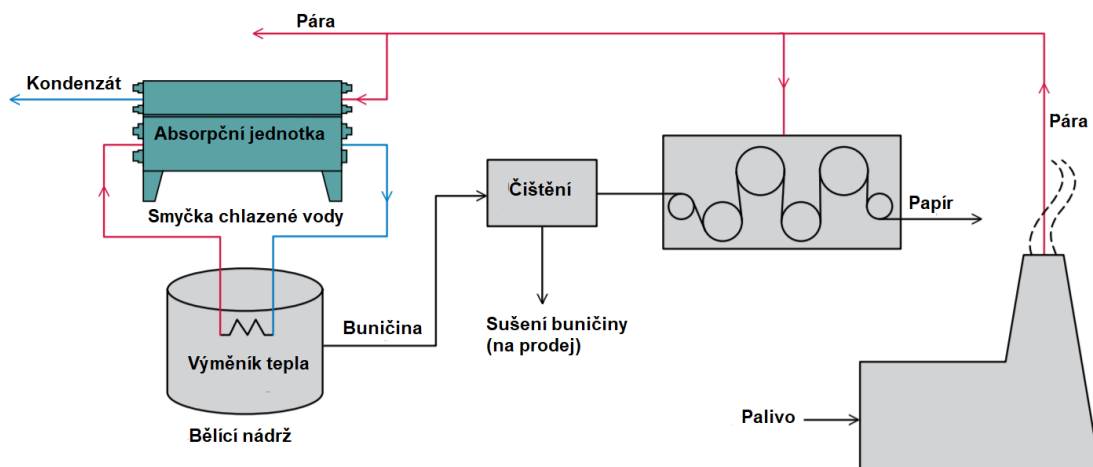 Pára
Kondenzát
Absorpční jednotka
Pára
Čištění
Smyčka chlazené vody
Papír
Buničina
Sušení buničiny
(na prodej)
Výměník tepla
Palivo
Bělící nádrž